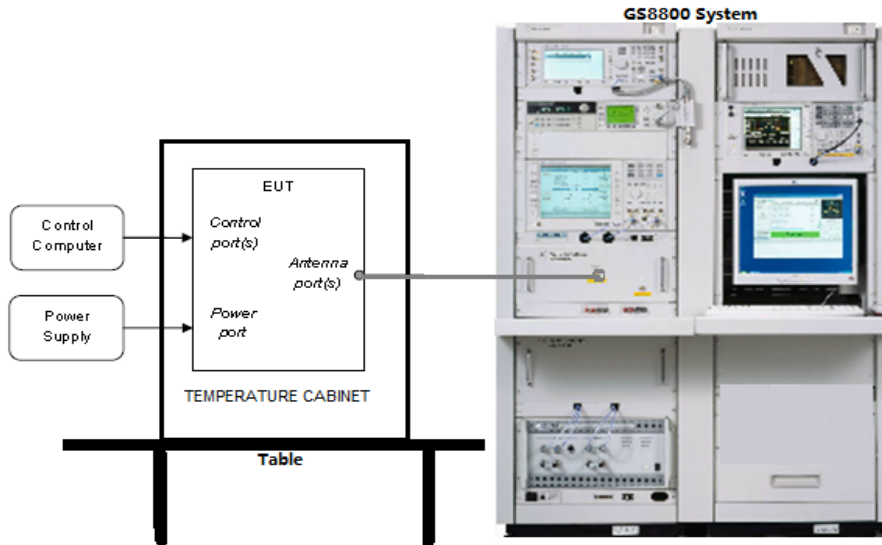 GS8800 System
EUT
Control
Computer
Control
port(s)
Antenna
port(s)
Power
Supply
Power
port
TEMPERATURE CABINET
Table